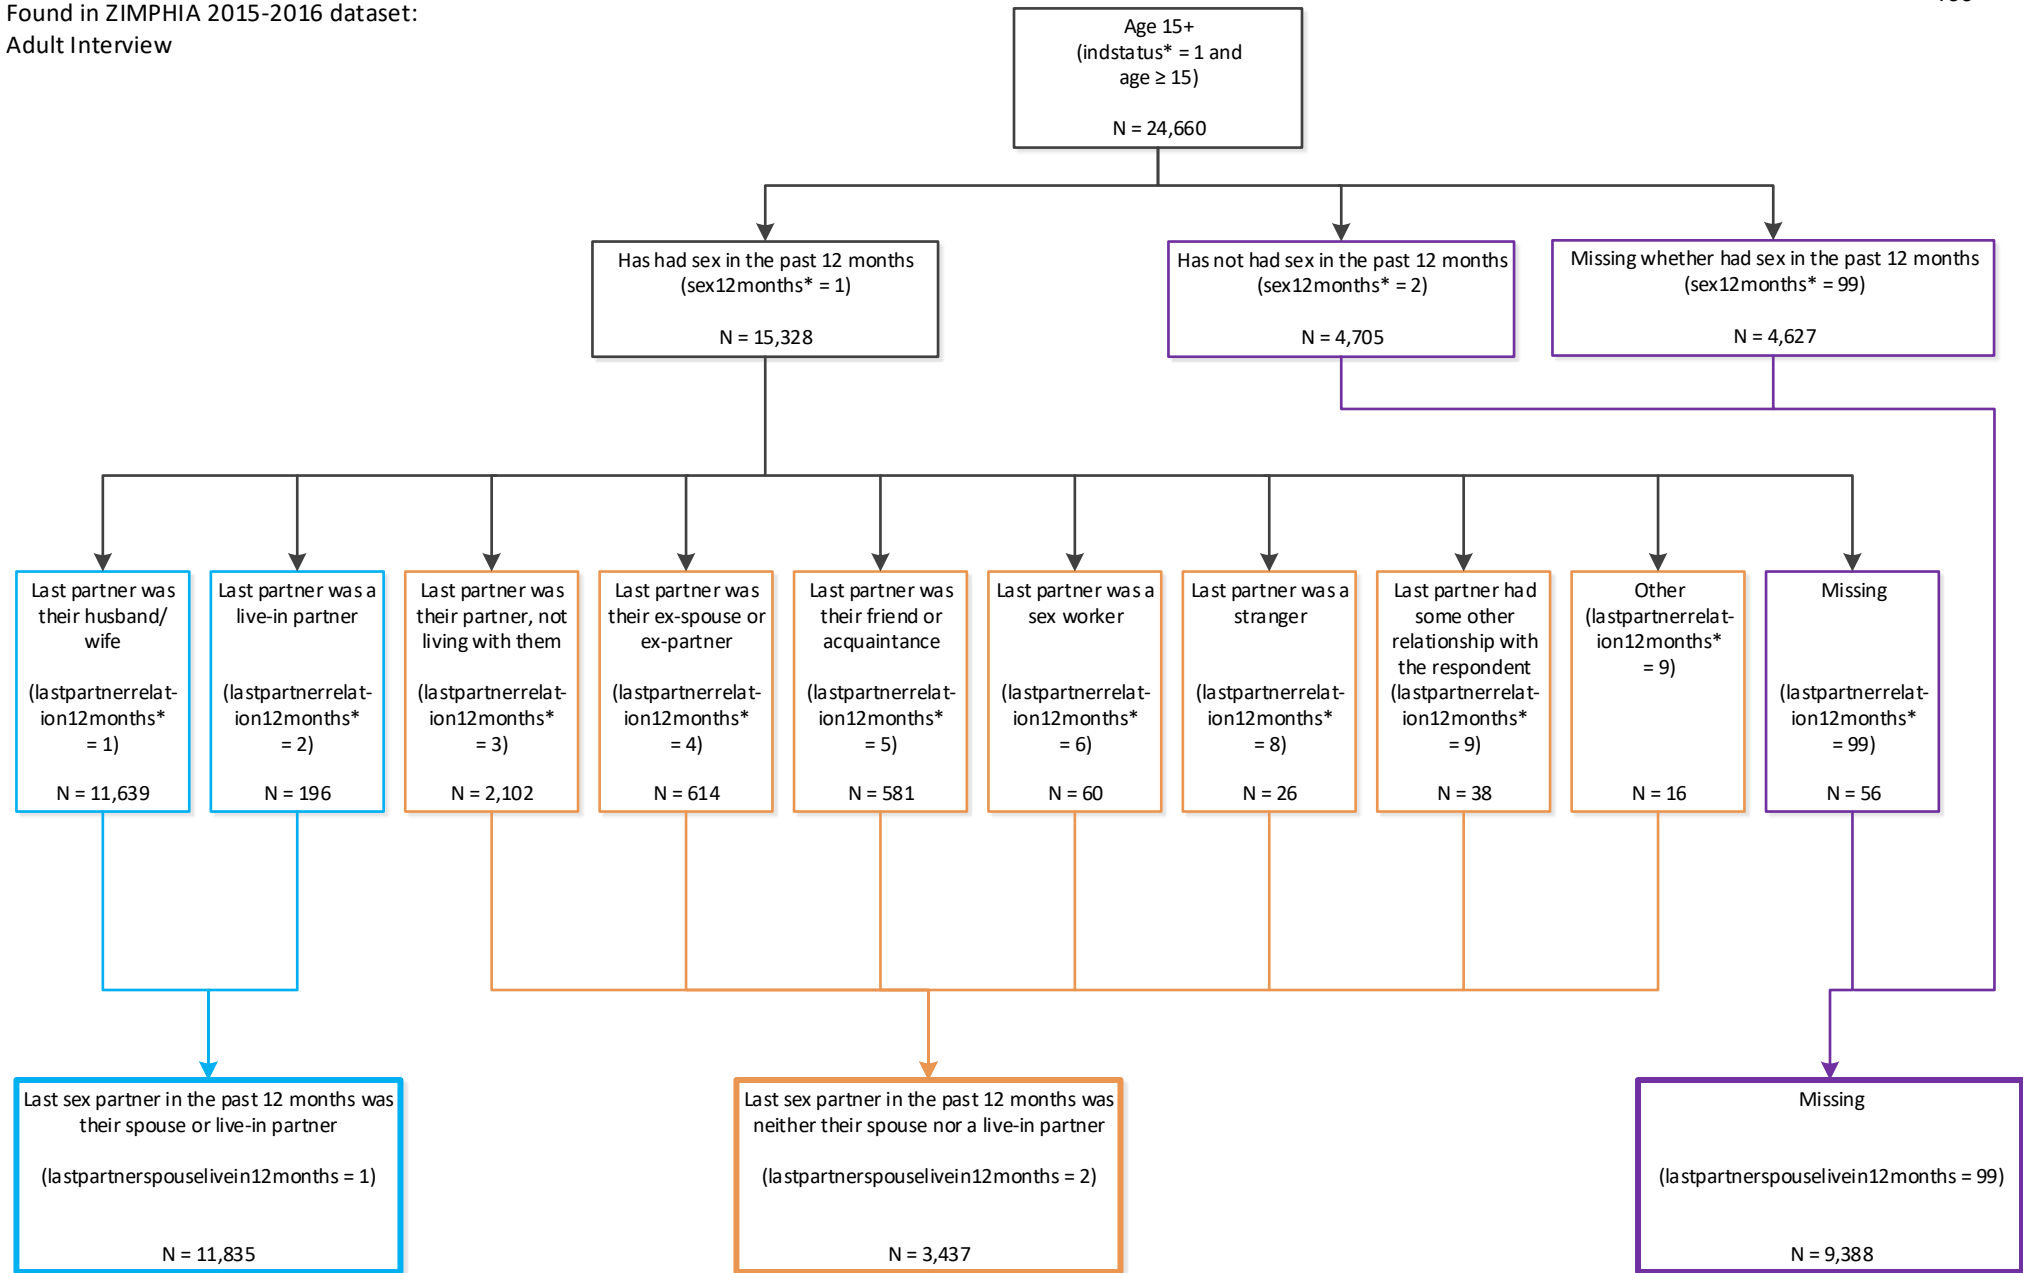 Found in ZIMPHIA 2015-2016 dataset:
Adult Interview
Age 15+
(indstatus* = 1 and
age ≥ 15)
N = 24,660
Has had sex in the past 12 months
(sex12months* = 1)
N = 15,328
Has not had sex in the past 12 months
(sex12months* = 2)
N = 4,705
Missing whether had sex in the past 12 months
(sex12months* = 99)
N = 4,627
Last partner was
their husband/
wife
(lastpartnerrelat-
ion12months*
= 1)
N = 11,639
Last partner was a
live-in partner
(lastpartnerrelat-
ion12months*
= 2)
N = 196
Last partner was
their partner, not
living with them
(lastpartnerrelat-
ion12months*
= 3)
N = 2,102
Last partner was
their ex-spouse or
ex-partner
(lastpartnerrelat-
ion12months*
= 4)
N = 614
Last partner was
their friend or
acquaintance
(lastpartnerrelat-
ion12months*
= 5)
N = 581
Last partner was a
sex worker
(lastpartnerrelat-
ion12months*
= 6)
N = 60
Last partner was a
stranger
(lastpartnerrelat-
ion12months*
= 8)
N = 26
Last partner had
some other
relationship with
the respondent
(lastpartnerrelat-
ion12months*
= 9)
N = 38
Other
(lastpartnerrelat-
ion12months*
= 9)
N = 16
Missing
(lastpartnerrelat-
ion12months*
= 99)
N = 56
Last sex partner in the past 12 months was
their spouse or live-in partner
(lastpartnerspouselivein12months = 1)
N = 11,835
Last sex partner in the past 12 months was
neither their spouse nor a live-in partner
(lastpartnerspouselivein12months = 2)
N = 3,437
Missing
(lastpartnerspouselivein12months = 99)
N = 9,388